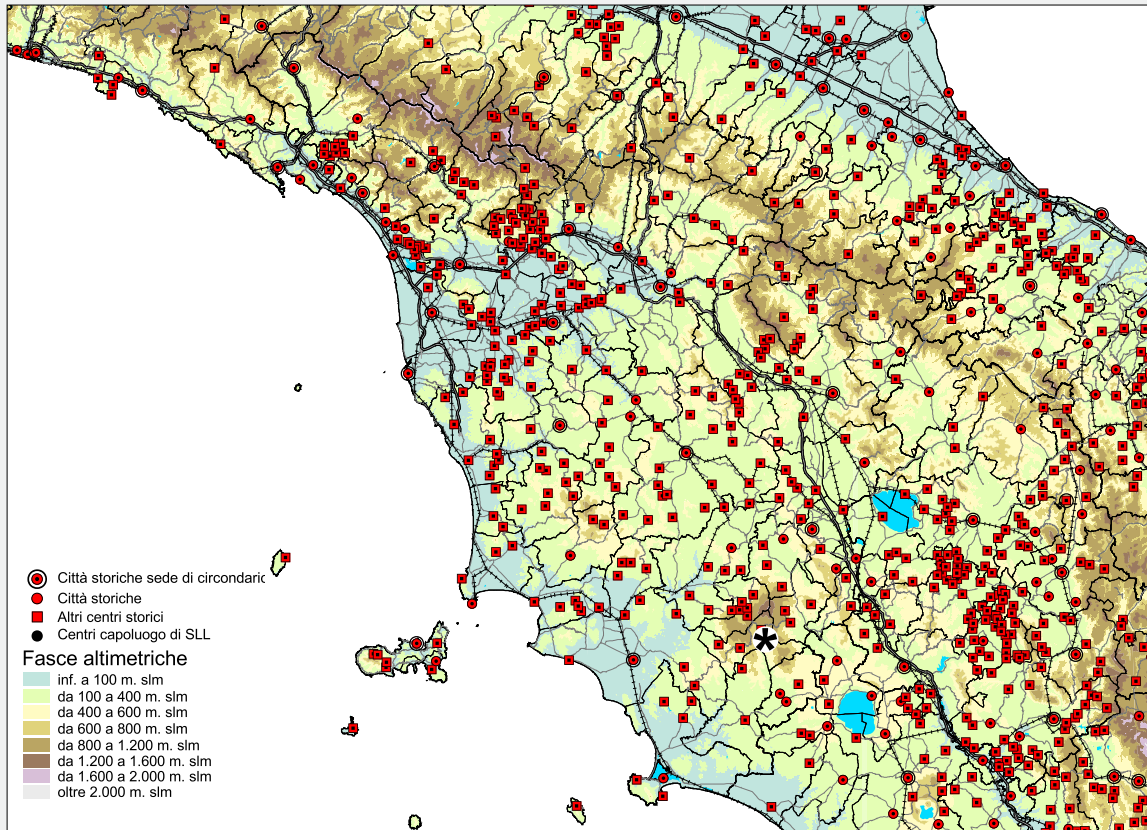 Città storiche sede di circondaric
Città storiche
Altri centri storici
Centri capoluogo di SLL
Fasce altimetriche
inf. a 100 m. slm
da 100 a 400 m. slm
da 400 a 600 m. slm
da 600 a 800 m. slm
da 800 a 1.200 m. slm
da 1.200 a 1.600 m. slm
da 1.600 a 2.000 m. slm
oltre 2.000 m. slm
*